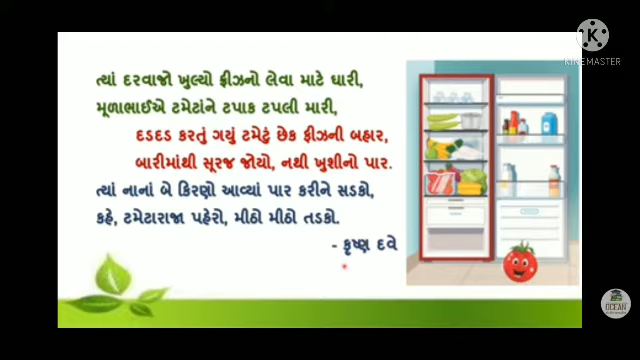 ત્યાં દરવાજો ખુલ્યો ફ્રીઝનો લેવા માટે ઘારી,
મૂળાભાઈએ ટમેટાંને ટપાક ટપલી મારી,
દડદડ કરતું ગયું ટમેટું છેક ફ્રીઝની બહાર,
બારીમાંથી સૂરજ જોયો, નથી ખુશીનો પાર.
ત્યાં નાનાં બે કિરણો આવ્યાં પાર કરીને સડકો,
કહે, ટમેટારાજા પહેરો, મીઠો મીઠો તડકો.
- કૃષ્ણ દવે
K
KINEMASTER
OCEAN